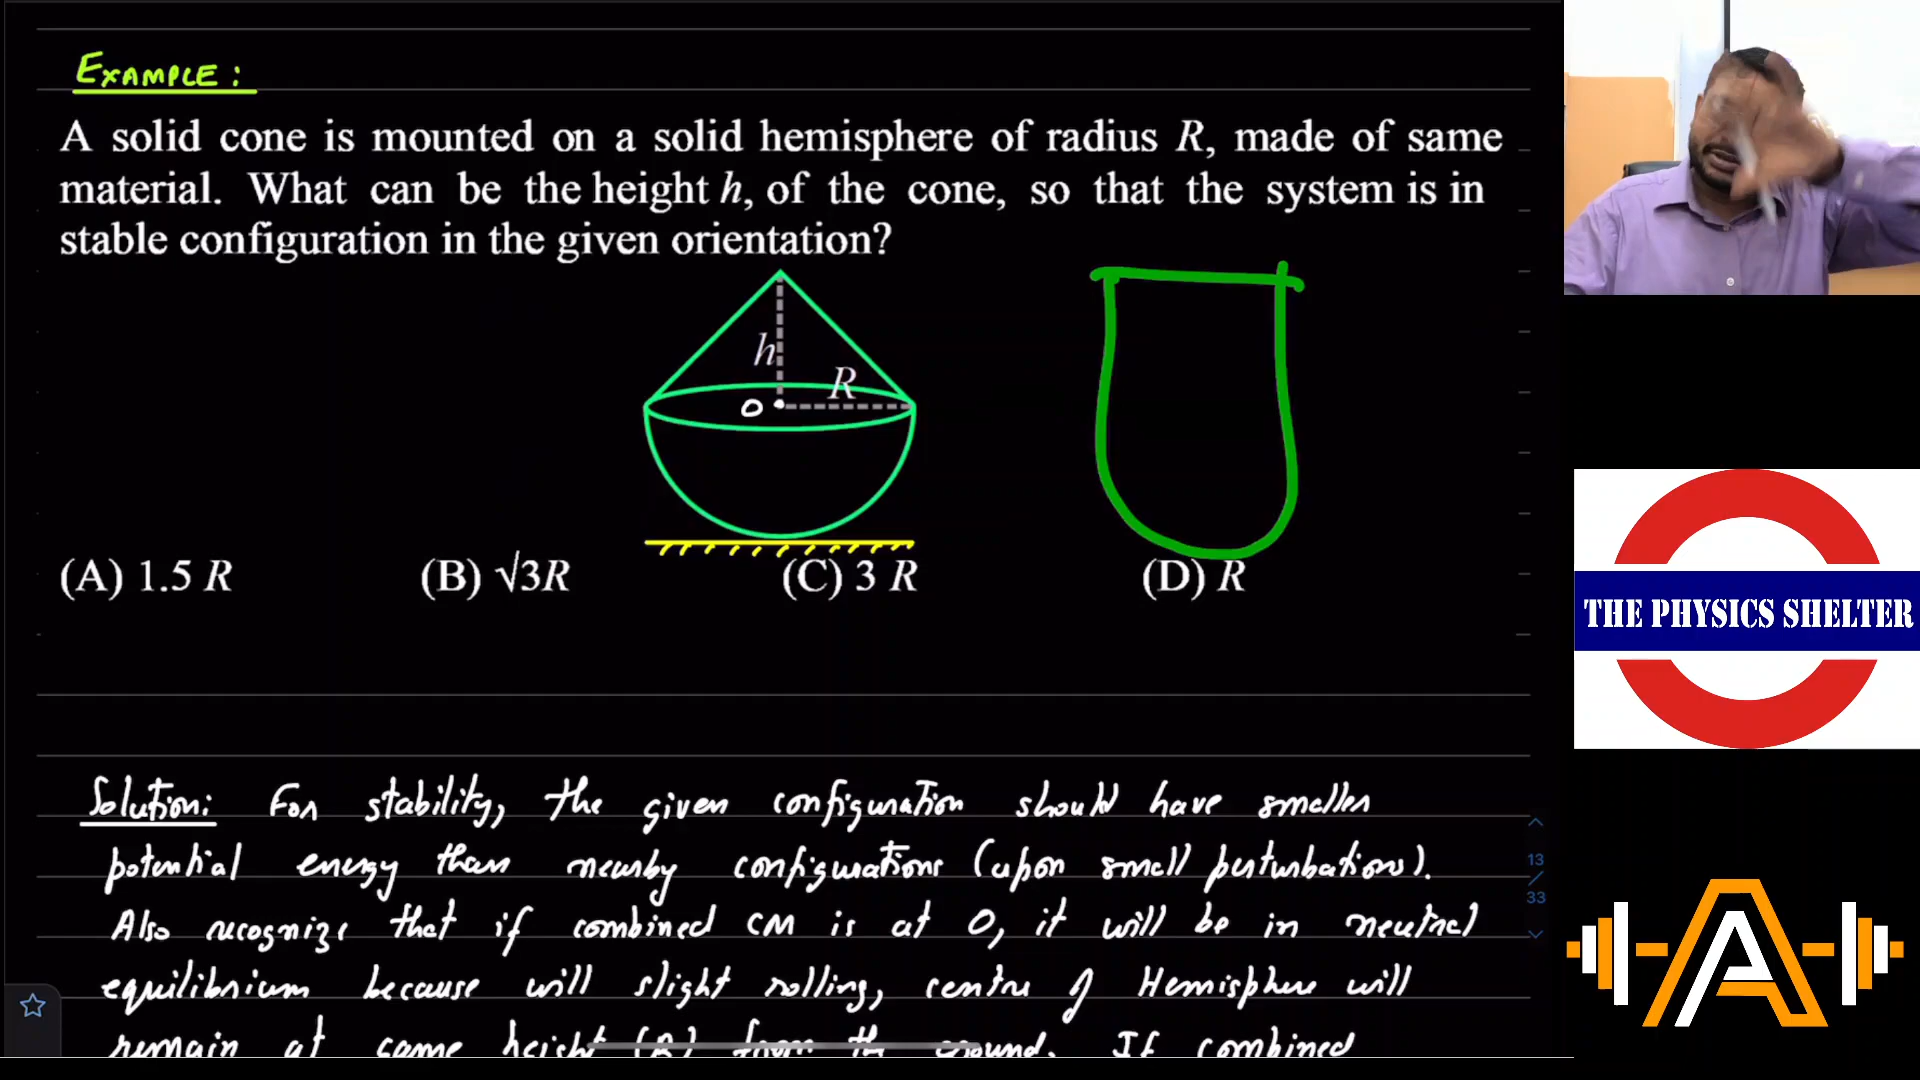 EXAMPLE :
A solid cone is mounted on a solid hemisphere of radius R, made of same
material. What can be the height h, of the cone, so that the system is in
stable configuration in the given orientation?
h
R
O
(A) 1.5 R (B) √3R (C) 3 R (D) R
THE PHYSICS SHELTER
Solution: For stability, the given configuration should have smaller
potential energy than nearby configurations (upon small perturbations).
13
/
33
Also recognize that if combined CM is at O, it will be in neutral
equilibrium because will slight rolling, centre of Hemisphere will
remain at same height (R) from the ground. If combined
A